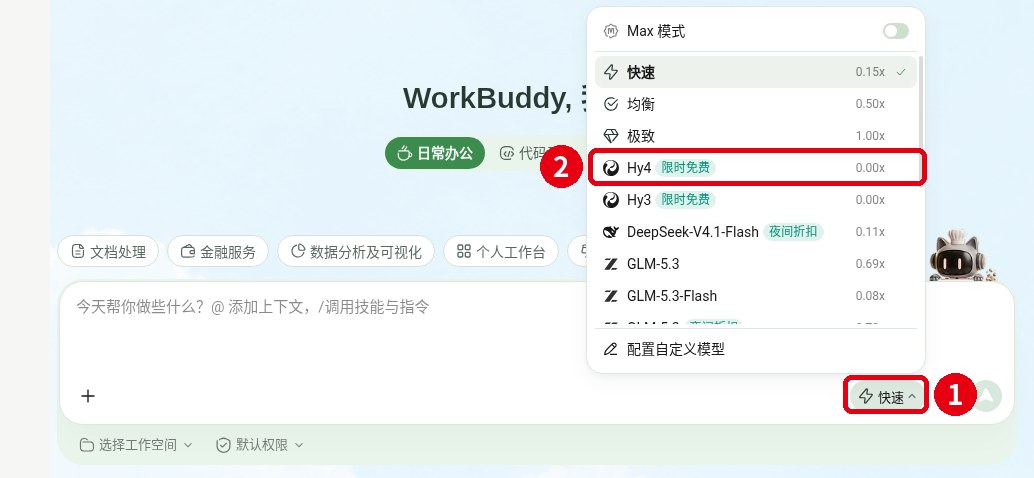 Max 模式
快速 0.15x
均衡 0.50x
极致 1.00x
Hy4 限时免费 0.00x
Hy3 限时免费 0.00x
DeepSeek-V4.1-Flash 夜间折扣 0.11x
GLM-5.3 0.69x
GLM-5.3-Flash 0.08x
配置自定义模型
WorkBuddy,
日常办公
代码
2
文档处理
金融服务
数据分析及可视化
个人工作台
今天帮你做些什么？@ 添加上下文，/调用技能与指令
快速
1
选择工作空间
默认权限